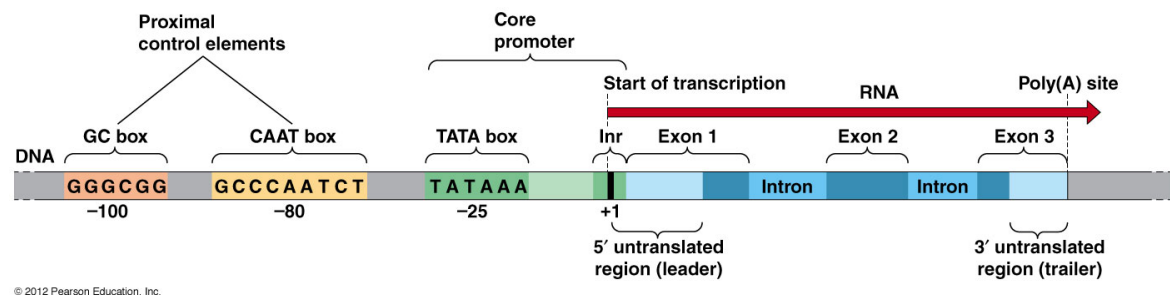 Proximal
control elements
Core
promoter
Start of transcription
Poly(A) site
RNA
GC box
CAAT box
TATA box
Inr
Exon 1
Exon 2
Exon 3
DNA
GGGCGG
GCCCAATCT
TATAAA
Intron
Intron
–100
–80
–25
+1
5′ untranslated
region (leader)
3′ untranslated
region (trailer)
© 2012 Pearson Education, Inc.